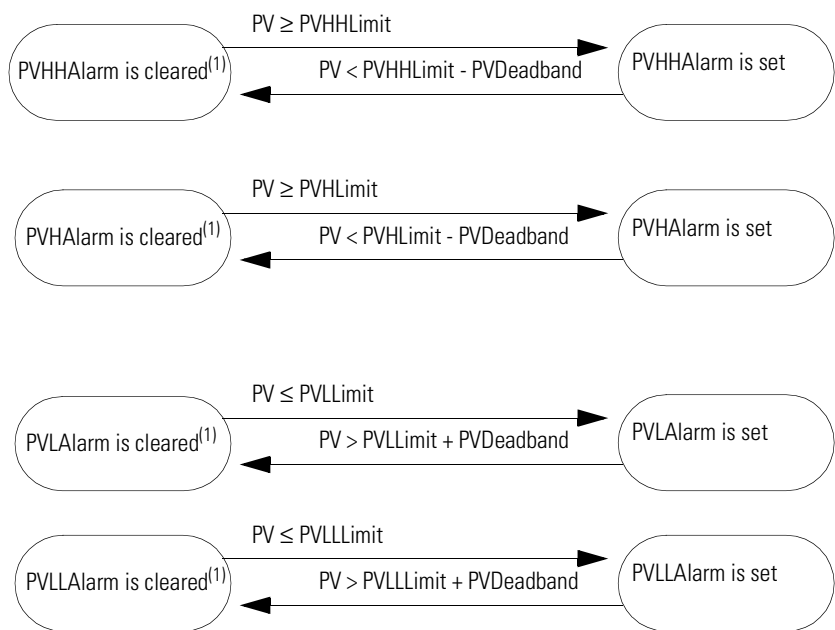 PV ≥ PVHHLimit
PVHHAlarm is cleared(1)
PVHHAlarm is set
PV < PVHHLimit - PVDeadband
PV ≥ PVHLimit
PVHAlarm is cleared(1)
PVHAlarm is set
PV < PVHLimit - PVDeadband
PV ≤ PVLLimit
PVLAlarm is cleared(1)
PVLAlarm is set
PV > PVLLimit + PVDeadband
PV ≤ PVLLLimit
PVLLAlarm is cleared(1)
PVLLAlarm is set
PV > PVLLLimit + PVDeadband